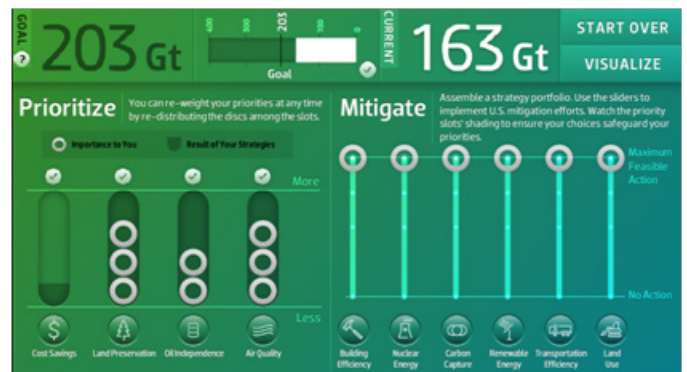 GOAL
?
203 Gt
400
300
203
100
0
Goal
CURRENT
163 Gt
START OVER
VISUALIZE
Prioritize
You can re-weight your priorities at any time
by re-distributing the discs among the slots.
Importance to You
Result of Your Strategies
More
Less
$
Cost Savings
Land Preservation
Oil Independence
Air Quality
Mitigate
Assemble a strategy portfolio. Use the sliders to
implement U.S. mitigation efforts. Watch the priority
slots' shading to ensure your choices safeguard your
priorities.
Maximum
Feasible
Action
No Action
Building
Efficiency
Nuclear
Energy
Carbon
Capture
Renewable
Energy
Transportation
Efficiency
Land
Use